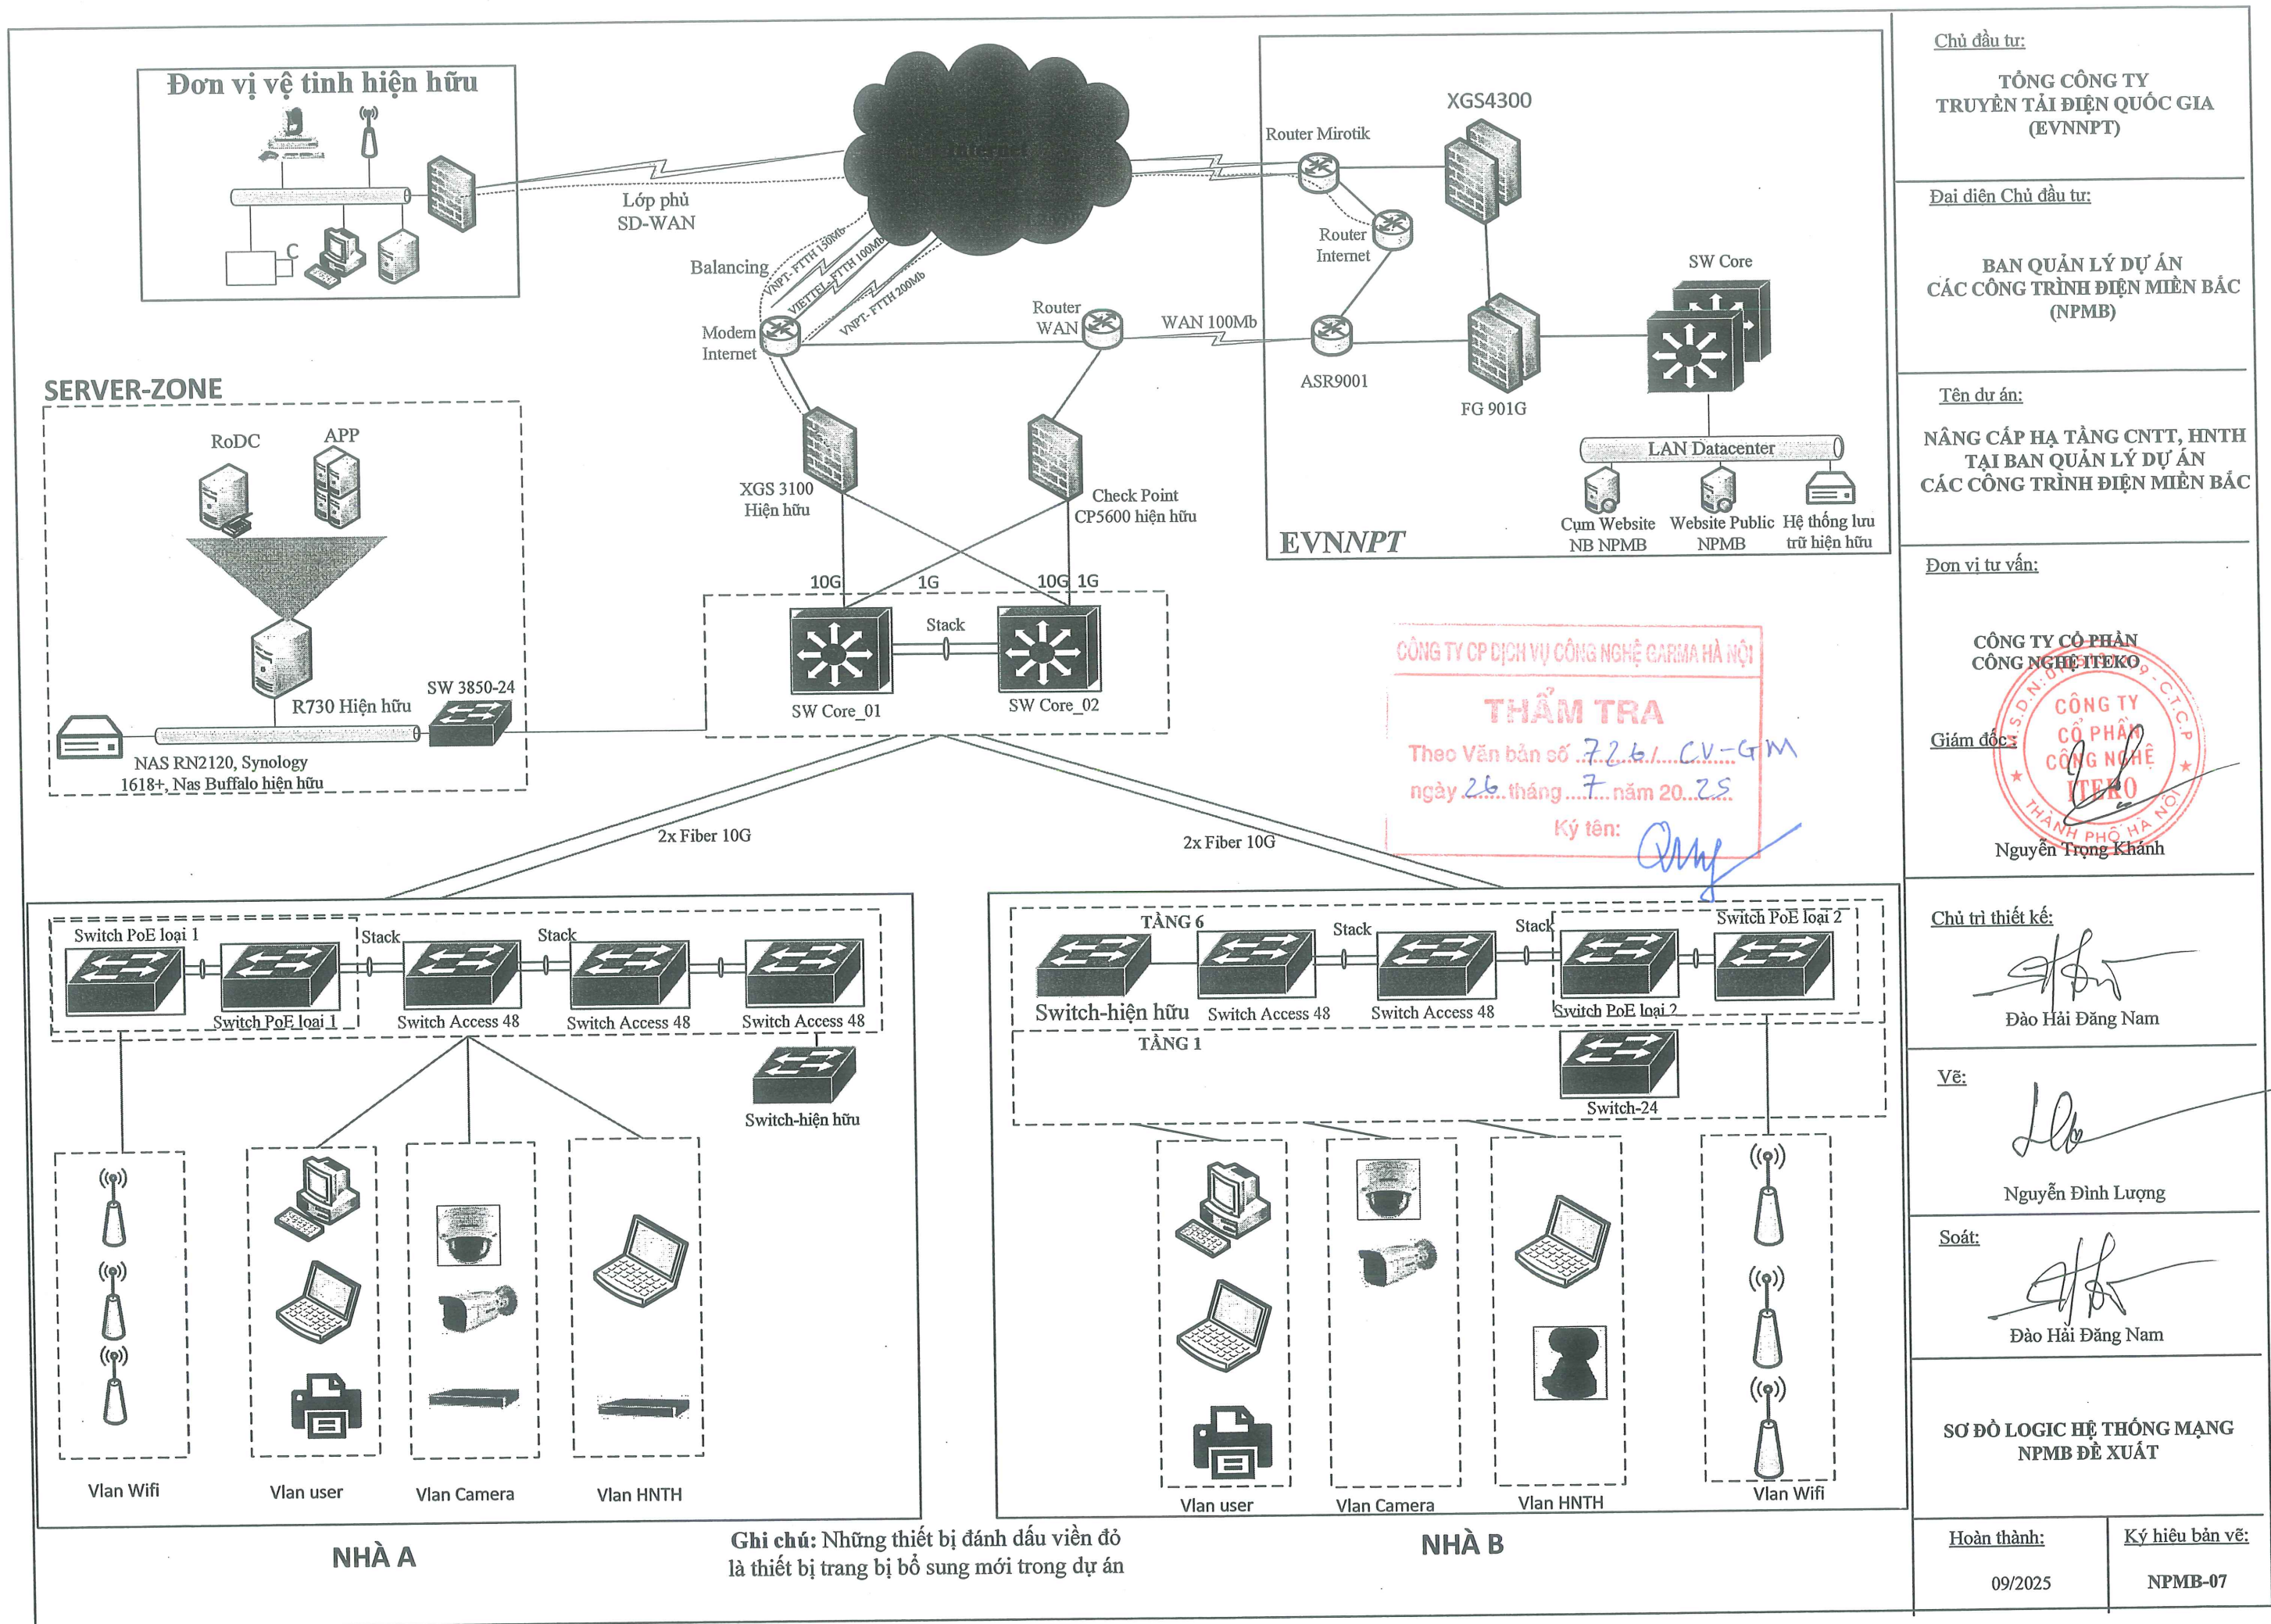 Đơn vị vệ tinh hiện hữu
C
Lớp phủ
SD-WAN
Internet
Balancing
VNPT- FTTH 150Mb
VIETTEL- FTTH 100Mb
VNPT- FTTH 200Mb
Modem
Internet
Router
WAN
WAN 100Mb
XGS4300
Router Mirotik
Router
Internet
SW Core
ASR9001
FG 901G
LAN Datacenter
Cụm Website
NB NPMB
Website Public
NPMB
Hệ thống lưu
trữ hiện hữu
EVNNPT
SERVER-ZONE
RoDC
APP
R730 Hiện hữu
SW 3850-24
NAS RN2120, Synology
1618+, Nas Buffalo hiện hữu
XGS 3100
Hiện hữu
Check Point
CP5600 hiện hữu
10G
1G
10G
1G
Stack
SW Core_01
SW Core_02
2x Fiber 10G
2x Fiber 10G
CÔNG TY CP DỊCH VỤ CÔNG NGHỆ GARMA HÀ NỘI
THẨM TRA
Theo Văn bản số 726/ CV-GM
ngày 26 tháng 7 năm 20 25
Ký tên:
Switch PoE loại 1
Stack
Stack
Switch PoE loại 1
Switch Access 48
Switch Access 48
Switch Access 48
Switch-hiện hữu
Vlan Wifi
Vlan user
Vlan Camera
Vlan HNTH
NHÀ A
TẦNG 6
Stack
Stack
Switch PoE loại 2
Switch-hiện hữu
Switch Access 48
Switch Access 48
Switch PoE loại 2
TẦNG 1
Switch-24
Vlan user
Vlan Camera
Vlan HNTH
Vlan Wifi
NHÀ B
Ghi chú: Những thiết bị đánh dấu viền đỏ
là thiết bị trang bị bổ sung mới trong dự án
Chủ đầu tư:
TỔNG CÔNG TY
TRUYỀN TẢI ĐIỆN QUỐC GIA
(EVNNPT)
Đại diện Chủ đầu tư:
BAN QUẢN LÝ DỰ ÁN
CÁC CÔNG TRÌNH ĐIỆN MIỀN BẮC
(NPMB)
Tên dự án:
NÂNG CẤP HẠ TẦNG CNTT, HNTH
TẠI BAN QUẢN LÝ DỰ ÁN
CÁC CÔNG TRÌNH ĐIỆN MIỀN BẮC
Đơn vị tư vấn:
CÔNG TY CỔ PHẦN
CÔNG NGHỆ ITEKO
Giám đốc
CÔNG TY
CỔ PHẦN
CÔNG NGHỆ
ITEKO
THÀNH PHỐ HÀ NỘI
Nguyễn Trọng Khánh
Chủ trì thiết kế:
Đào Hải Đăng Nam
Vẽ:
Nguyễn Đình Lượng
Soát:
Đào Hải Đăng Nam
SƠ ĐỒ LOGIC HỆ THỐNG MẠNG
NPMB ĐỀ XUẤT
Hoàn thành:
09/2025
Ký hiệu bản vẽ:
NPMB-07